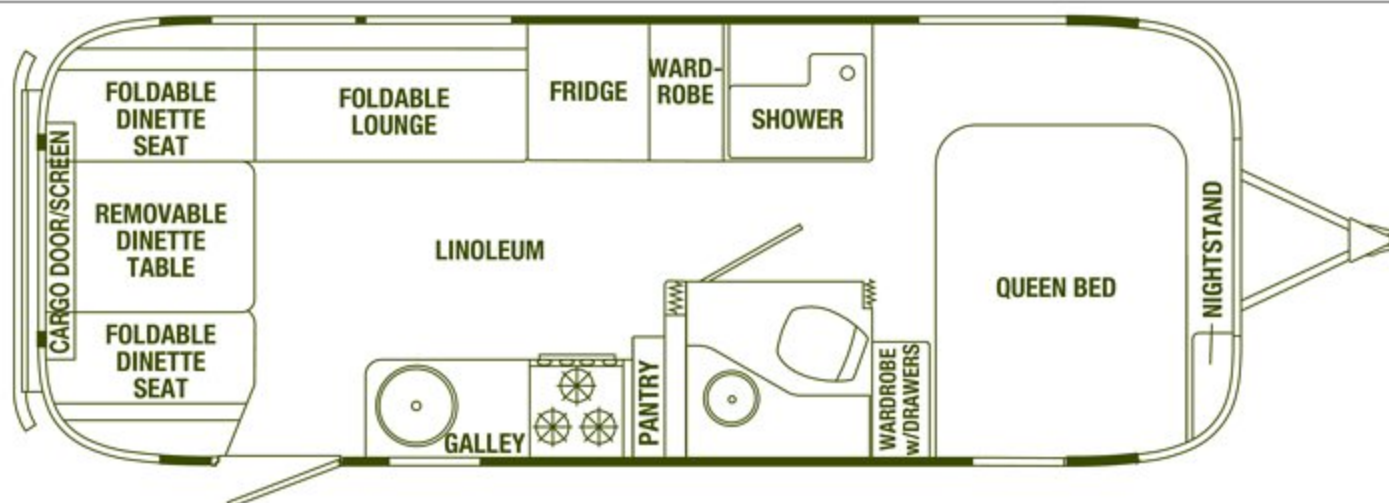 FOLDABLE
DINETTE
SEAT
FOLDABLE
LOUNGE
FRIDGE
WARD-
ROBE
SHOWER
CARGO DOOR/SCREEN
REMOVABLE
DINETTE
TABLE
LINOLEUM
QUEEN BED
NIGHTSTAND
FOLDABLE
DINETTE
SEAT
GALLEY
PANTRY
WARDROBE
w/DRAWERS